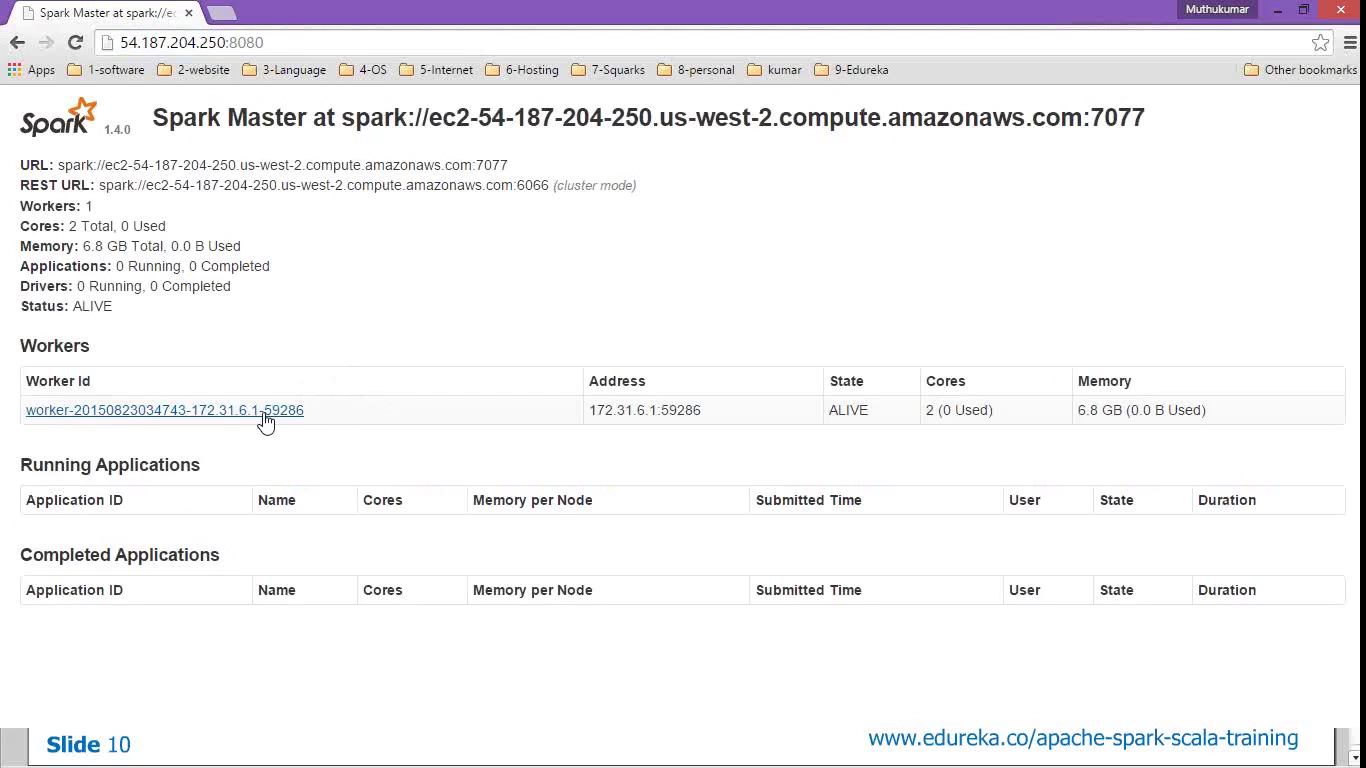 Spark Master at spark://ec
Muthukumar
54.187.204.250:8080
Apps 1-software 2-website 3-Language 4-OS 5-Internet 6-Hosting 7-Squarks 8-personal kumar 9-Edureka Other bookmarks
Spark 1.4.0 Spark Master at spark://ec2-54-187-204-250.us-west-2.compute.amazonaws.com:7077
URL: spark://ec2-54-187-204-250.us-west-2.compute.amazonaws.com:7077
REST URL: spark://ec2-54-187-204-250.us-west-2.compute.amazonaws.com:6066 (cluster mode)
Workers: 1
Cores: 2 Total, 0 Used
Memory: 6.8 GB Total, 0.0 B Used
Applications: 0 Running, 0 Completed
Drivers: 0 Running, 0 Completed
Status: ALIVE
Workers
Worker Id Address State Cores Memory
worker-20150823034743-172.31.6.1-59286 172.31.6.1:59286 ALIVE 2 (0 Used) 6.8 GB (0.0 B Used)
Running Applications
Application ID Name Cores Memory per Node Submitted Time User State Duration
Completed Applications
Application ID Name Cores Memory per Node Submitted Time User State Duration
Slide 10 www.edureka.co/apache-spark-scala-training